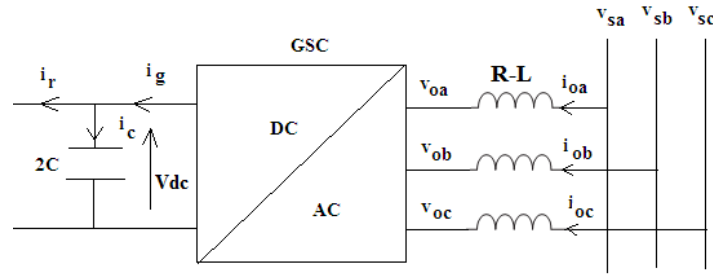 v_sa v_sb v_sc
GSC
i_r i_g R-L
v_oa i_oa
DC
i_c
2C Vdc v_ob i_ob
AC
v_oc i_oc